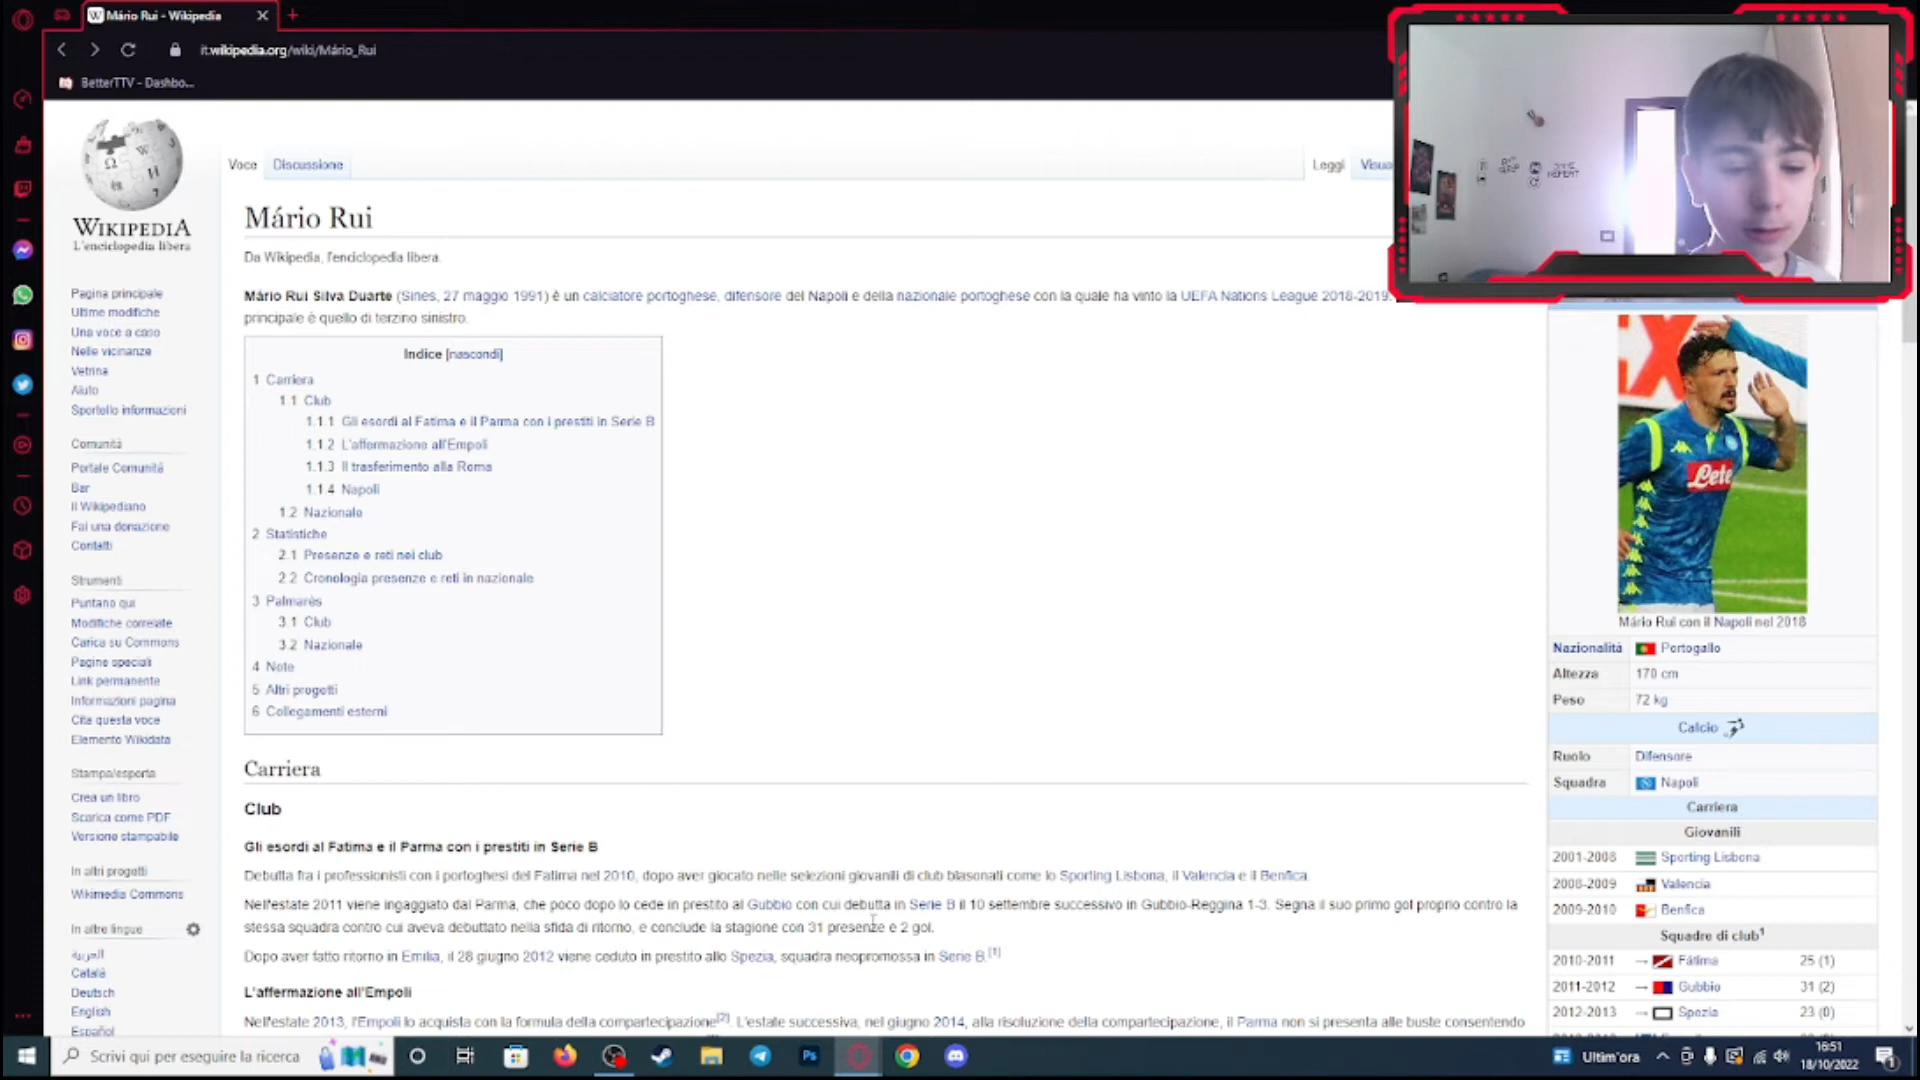 Mário Rui - Wikipedia
it.wikipedia.org/wiki/Mário_Rui
BetterTTV - Dashbo...
WIKIPEDIA
L'enciclopedia libera
Voce Discussione
Leggi Visua
Mário Rui
Da Wikipedia, l'enciclopedia libera.
Mário Rui Silva Duarte (Sines, 27 maggio 1991) è un calciatore portoghese, difensore del Napoli e della nazionale portoghese con la quale ha vinto la UEFA Nations League 2018-2019.
principale è quello di terzino sinistro.
Pagina principale
Ultime modifiche
Una voce a caso
Nelle vicinanze
Vetrina
Aiuto
Sportello informazioni
Comunità
Portale Comunità
Bar
Il Wikipediano
Fai una donazione
Contatti
Strumenti
Puntano qui
Modifiche correlate
Carica su Commons
Pagine speciali
Link permanente
Informazioni pagina
Cita questa voce
Elemento Wikidata
Stampa/esporta
Crea un libro
Scarica come PDF
Versione stampabile
In altri progetti
Wikimedia Commons
In altre lingue
العربية
Català
Deutsch
English
Español
Indice [nascondi]
1 Carriera
1.1 Club
1.1.1 Gli esordi al Fatima e il Parma con i prestiti in Serie B
1.1.2 L'affermazione all'Empoli
1.1.3 Il trasferimento alla Roma
1.1.4 Napoli
1.2 Nazionale
2 Statistiche
2.1 Presenze e reti nei club
2.2 Cronologia presenze e reti in nazionale
3 Palmarès
3.1 Club
3.2 Nazionale
4 Note
5 Altri progetti
6 Collegamenti esterni
Carriera
Club
Gli esordi al Fatima e il Parma con i prestiti in Serie B
Debutta fra i professionisti con i portoghesi del Fatima nel 2010, dopo aver giocato nelle selezioni giovanili di club blasonati come lo Sporting Lisbona, il Valencia e il Benfica.
Nell'estate 2011 viene ingaggiato dal Parma, che poco dopo lo cede in prestito al Gubbio con cui debutta in Serie B il 10 settembre successivo in Gubbio-Reggina 1-3. Segna il suo primo gol proprio contro la
stessa squadra contro cui aveva debuttato nella sfida di ritorno, e conclude la stagione con 31 presenze e 2 gol.
Dopo aver fatto ritorno in Emilia, il 28 giugno 2012 viene ceduto in prestito allo Spezia, squadra neopromossa in Serie B.[1]
L'affermazione all'Empoli
Nell'estate 2013, l'Empoli lo acquista con la formula della compartecipazione[2]. L'estate successiva, nel giugno 2014, alla risoluzione della compartecipazione, il Parma non si presenta alle buste consentendo
Lete
Mário Rui con il Napoli nel 2018
Nazionalità Portogallo
Altezza 170 cm
Peso 72 kg
Calcio
Ruolo Difensore
Squadra Napoli
Carriera
Giovanili
2001-2008 Sporting Lisbona
2008-2009 Valencia
2009-2010 Benfica
Squadre di club1
2010-2011 → Fátima 25 (1)
2011-2012 → Gubbio 31 (2)
2012-2013 → Spezia 23 (0)
Scrivi qui per eseguire la ricerca
Ps
Ultim'ora
16:51
18/10/2022
1